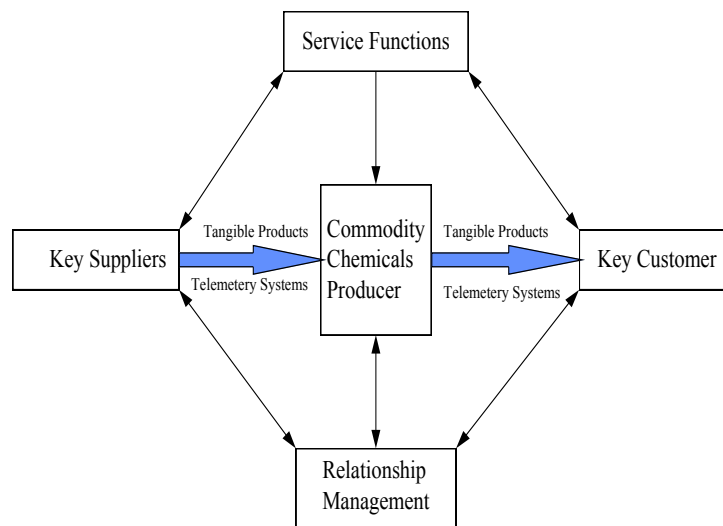 Service Functions
Key Suppliers
Tangible Products
Telemetery Systems
Commodity
Chemicals
Producer
Tangible Products
Telemetery Systems
Key Customer
Relationship
Management